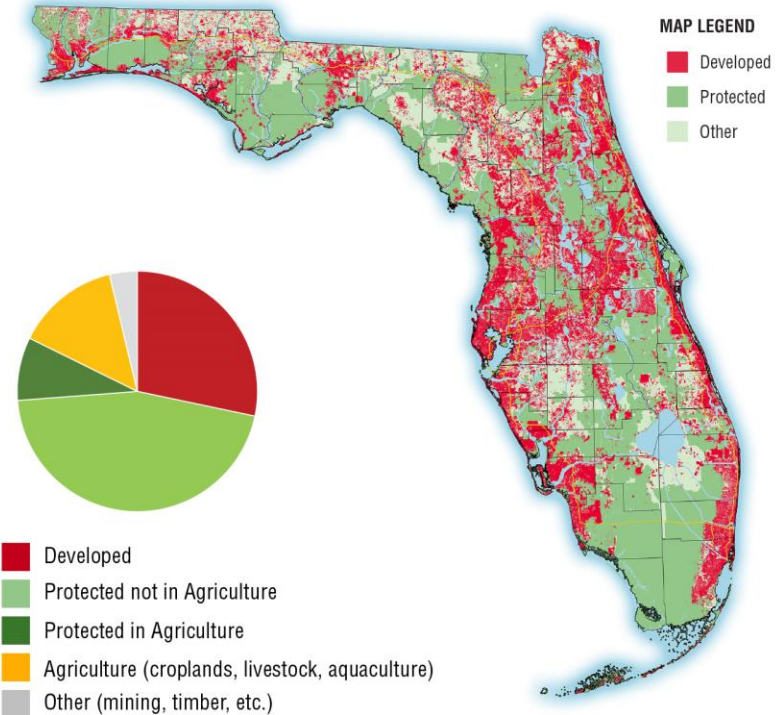 MAP LEGEND
Developed
Protected
Other
Developed
Protected not in Agriculture
Protected in Agriculture
Agriculture (croplands, livestock, aquaculture)
Other (mining, timber, etc.)